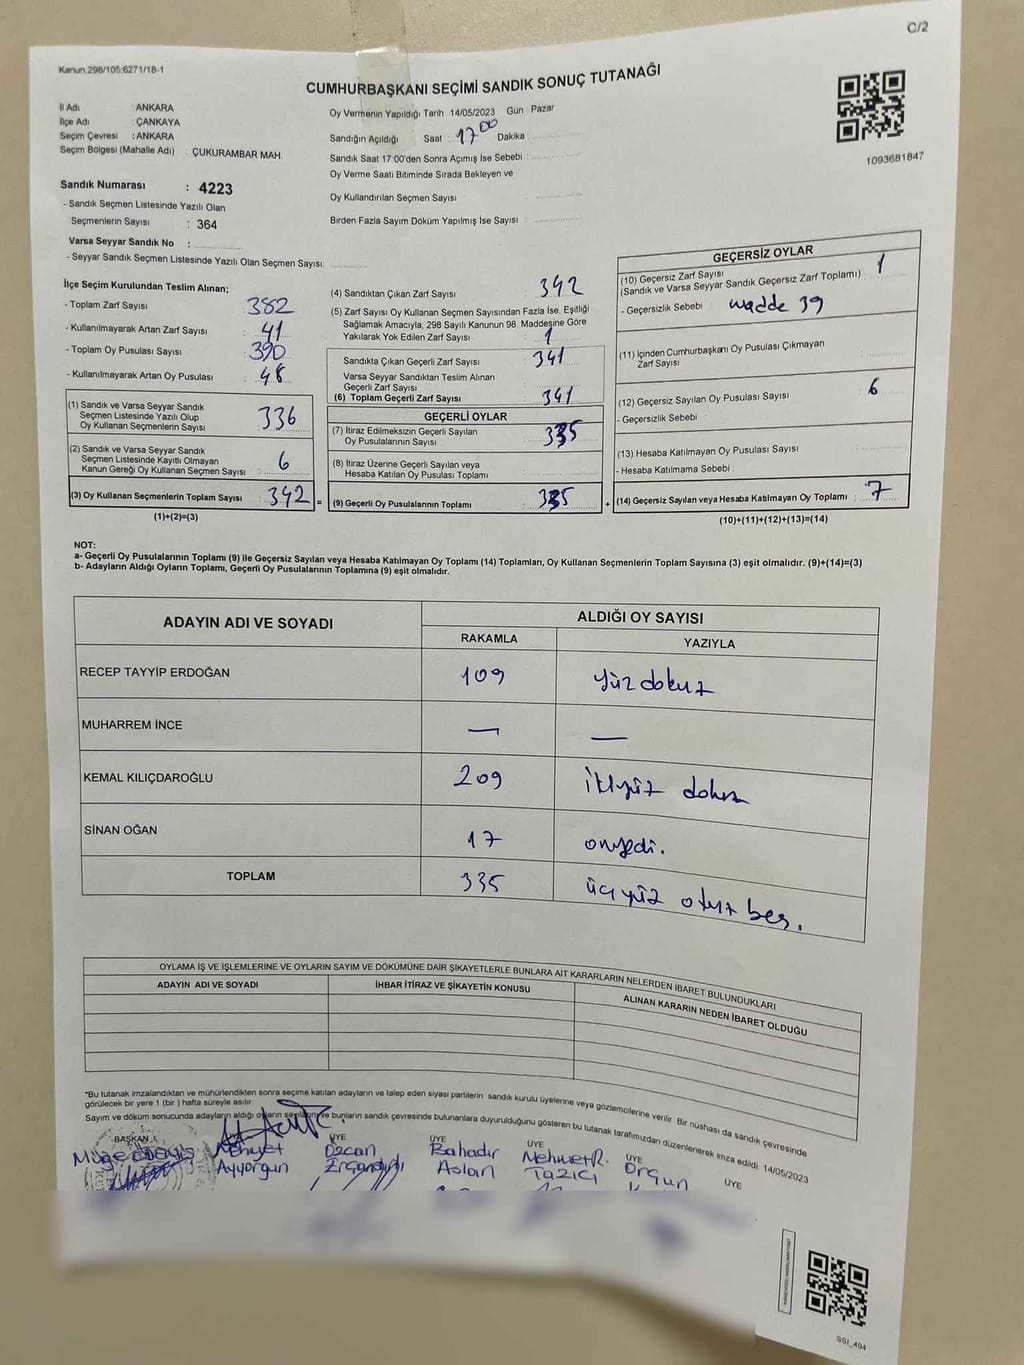 C/2
Kanun.298/105:6271/18-1
CUMHURBAŞKANI SEÇİMİ SANDIK SONUÇ TUTANAĞI
1093681847
İl Adı : ANKARA
İlçe Adı : ÇANKAYA
Seçim Çevresi : ANKARA
Seçim Bölgesi (Mahalle Adı) : ÇUKURAMBAR MAH.
Sandık Numarası : 4223
- Sandık Seçmen Listesinde Yazılı Olan
Seçmenlerin Sayısı : 364
Varsa Seyyar Sandık No :
- Seyyar Sandık Seçmen Listesinde Yazılı Olan Seçmen Sayısı:
Oy Vermenin Yapıldığı Tarih 14/05/2023 Gün : Pazar
Sandığın Açıldığı Saat : 17 00 Dakika :
Sandık Saat 17:00'den Sonra Açımış İse Sebebi :
Oy Verme Saati Bitiminde Sırada Bekleyen ve
Oy Kullandırılan Seçmen Sayısı :
Birden Fazla Sayım Döküm Yapılmış İse Sayısı :
İlçe Seçim Kurulundan Teslim Alınan;
- Toplam Zarf Sayısı : 382
- Kullanılmayarak Artan Zarf Sayısı : 41
- Toplam Oy Pusulası Sayısı : 390
- Kullanılmayarak Artan Oy Pusulası : 48
(1) Sandık ve Varsa Seyyar Sandık
Seçmen Listesinde Yazılı Olup
Oy Kullanan Seçmenlerin Sayısı : 336
(2) Sandık ve Varsa Seyyar Sandık
Seçmen Listesinde Kayıtlı Olmayan
Kanun Gereği Oy Kullanan Seçmen Sayısı : 6
(3) Oy Kullanan Seçmenlerin Toplam Sayısı : 342 =
(1)+(2)=(3)
(4) Sandıktan Çıkan Zarf Sayısı : 342
(5) Zarf Sayısı Oy Kullanan Seçmen Sayısından Fazla İse, Eşitliği
Sağlamak Amacıyla, 298 Sayılı Kanunun 98. Maddesine Göre
Yakılarak Yok Edilen Zarf Sayısı : 1
Sandıkta Çıkan Geçerli Zarf Sayısı : 341
Varsa Seyyar Sandıktan Teslim Alınan
Geçerli Zarf Sayısı :
(6) Toplam Geçerli Zarf Sayısı : 341
GEÇERLİ OYLAR
(7) İtiraz Edilmeksizin Geçerli Sayılan
Oy Pusulalarının Sayısı : 335
(8) İtiraz Üzerine Geçerli Sayılan veya
Hesaba Katılan Oy Pusulası Toplamı :
(9) Geçerli Oy Pusulalarının Toplamı : 335 +
GEÇERSİZ OYLAR
(10) Geçersiz Zarf Sayısı
(Sandık ve Varsa Seyyar Sandık Geçersiz Zarf Toplamı) : 1
- Geçersizlik Sebebi : madde 39
(11) İçinden Cumhurbaşkanı Oy Pusulası Çıkmayan
Zarf Sayısı :
(12) Geçersiz Sayılan Oy Pusulası Sayısı : 6
- Geçersizlik Sebebi :
(13) Hesaba Katılmayan Oy Pusulası Sayısı :
- Hesaba Katılmama Sebebi :
(14) Geçersiz Sayılan veya Hesaba Katılmayan Oy Toplamı : 7
(10)+(11)+(12)+(13)=(14)
NOT:
a- Geçerli Oy Pusulalarının Toplamı (9) ile Geçersiz Sayılan veya Hesaba Katılmayan Oy Toplamı (14) Toplamları, Oy Kullanan Seçmenlerin Toplam Sayısına (3) eşit olmalıdır. (9)+(14)=(3)
b- Adayların Aldığı Oyların Toplamı, Geçerli Oy Pusulalarının Toplamına (9) eşit olmalıdır.
ADAYIN ADI VE SOYADI ALDIĞI OY SAYISI
RAKAMLA YAZIYLA
RECEP TAYYİP ERDOĞAN 109 Yüz dokuz
MUHARREM İNCE — —
KEMAL KILIÇDAROĞLU 209 İkiyüz dokuz
SİNAN OĞAN 17 onyedi.
TOPLAM 335 üçyüz otuz beş.
OYLAMA İŞ VE İŞLEMLERİNE VE OYLARIN SAYIM VE DÖKÜMÜNE DAİR ŞİKAYETLERLE BUNLARA AİT KARARLARIN NELERDEN İBARET BULUNDUKLARI
ADAYIN ADI VE SOYADI İHBAR İTİRAZ VE ŞİKAYETİN KONUSU ALINAN KARARIN NEDEN İBARET OLDUĞU
*Bu tutanak imzalandıktan ve mühürlendikten sonra seçime katılan adayların ve talep eden siyasi partilerin sandık kurulu üyelerine veya gözlemcilerine verilir. Bir nüshası da sandık çevresinde
görülecek bir yere 1 (bir) hafta süreyle asılır.
Sayım ve döküm sonucunda adayların aldığı oyların sayıları ve bunların sandık çevresinde bulunanlara duyurulduğunu gösteren bu tutanak tarafımızdan düzenlenerek imza edildi. 14/05/2023
BAŞKAN ÜYE ÜYE ÜYE ÜYE ÜYE
Müge Özcan Bahadır Mehmet R. Orgun
Ayyorgun Aslan Tazıcı
SSI_404